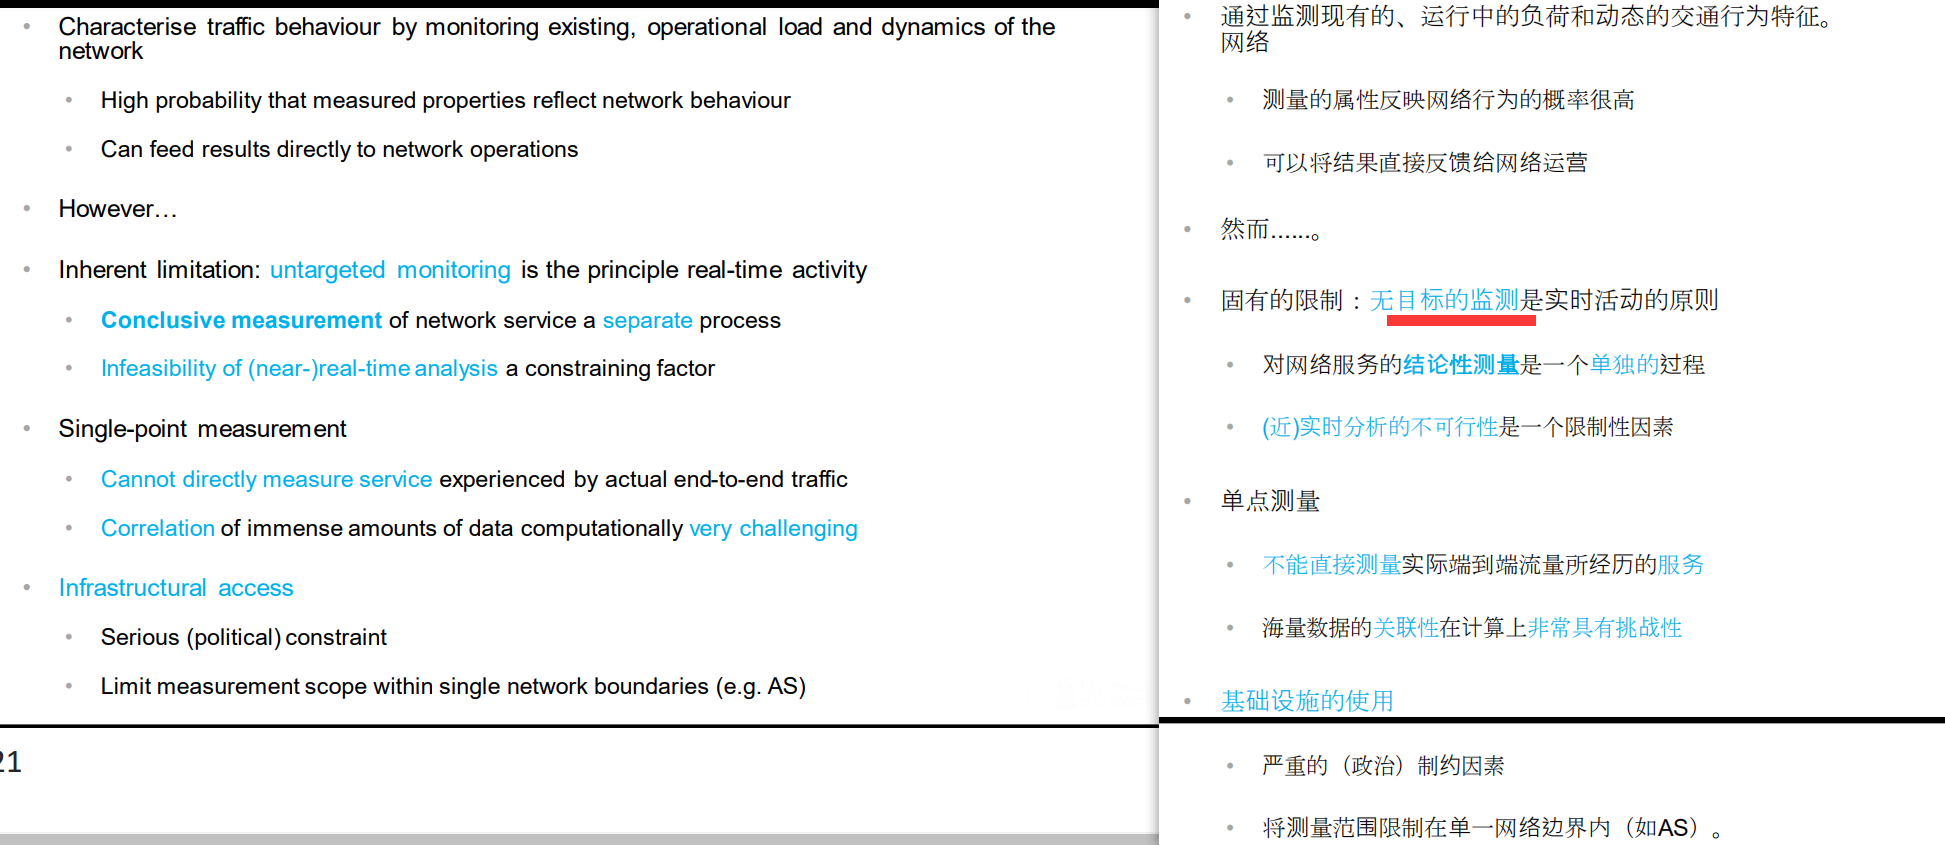 Characterise traffic behaviour by monitoring existing, operational load and dynamics of the
network
High probability that measured properties reflect network behaviour
Can feed results directly to network operations
However…
Inherent limitation: untargeted monitoring is the principle real-time activity
Conclusive measurement of network service a separate process
Infeasibility of (near-)real-time analysis a constraining factor
Single-point measurement
Cannot directly measure service experienced by actual end-to-end traffic
Correlation of immense amounts of data computationally very challenging
Infrastructural access
Serious (political) constraint
Limit measurement scope within single network boundaries (e.g. AS)
21
通过监测现有的、运行中的负荷和动态的交通行为特征。
网络
测量的属性反映网络行为的概率很高
可以将结果直接反馈给网络运营
然而......。
固有的限制：无目标的监测是实时活动的原则
对网络服务的结论性测量是一个单独的过程
(近)实时分析的不可行性是一个限制性因素
单点测量
不能直接测量实际端到端流量所经历的服务
海量数据的关联性在计算上非常具有挑战性
基础设施的使用
严重的（政治）制约因素
将测量范围限制在单一网络边界内（如AS）。